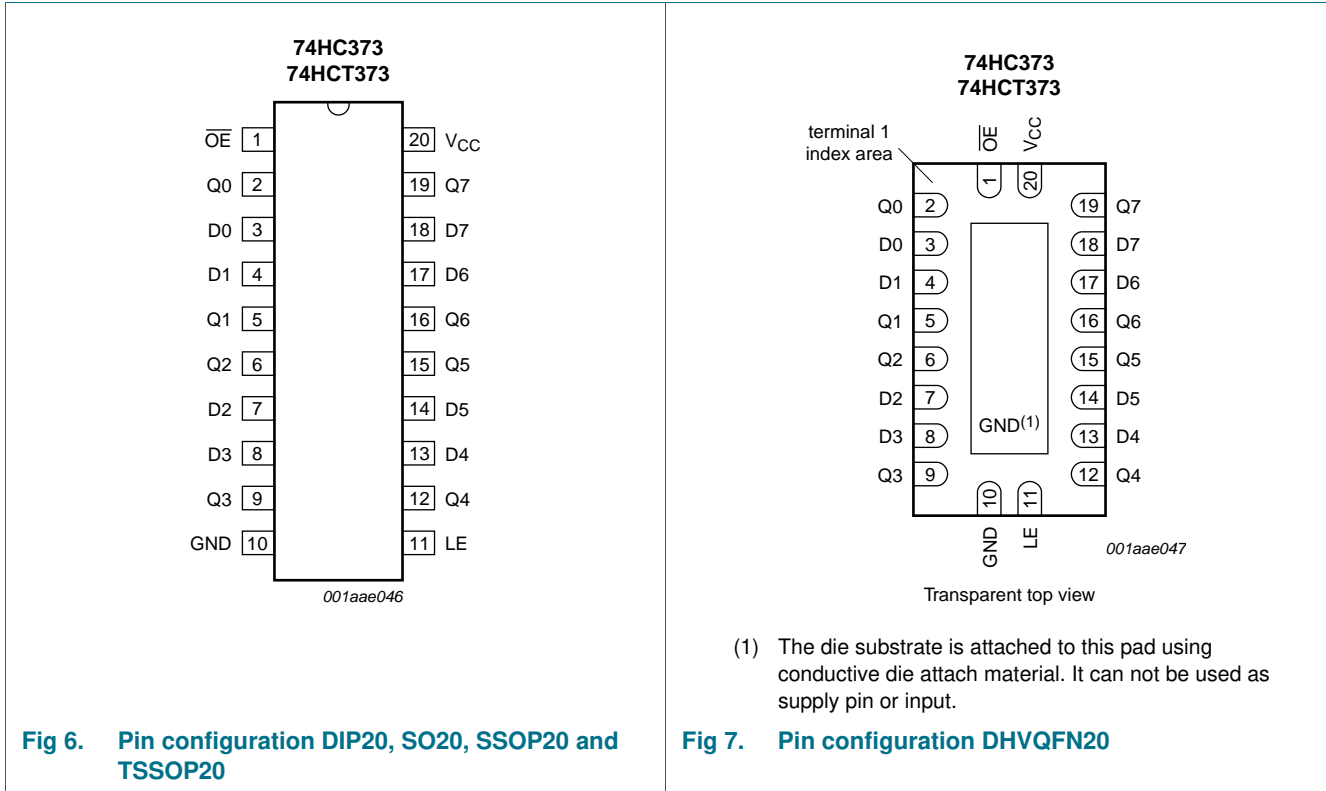 74HC373
74HCT373
OE 1
Q0 2
D0 3
D1 4
Q1 5
Q2 6
D2 7
D3 8
Q3 9
GND 10
20 VCC
19 Q7
18 D7
17 D6
16 Q6
15 Q5
14 D5
13 D4
12 Q4
11 LE
001aae046
Fig 6. Pin configuration DIP20, SO20, SSOP20 and
TSSOP20
74HC373
74HCT373
terminal 1
index area
OE
VCC
1
20
Q0 2
D0 3
D1 4
Q1 5
Q2 6
D2 7
D3 8
Q3 9
19 Q7
18 D7
17 D6
16 Q6
15 Q5
14 D5
13 D4
12 Q4
GND(1)
10
11
GND
LE
001aae047
Transparent top view
(1) The die substrate is attached to this pad using
conductive die attach material. It can not be used as
supply pin or input.
Fig 7. Pin configuration DHVQFN20